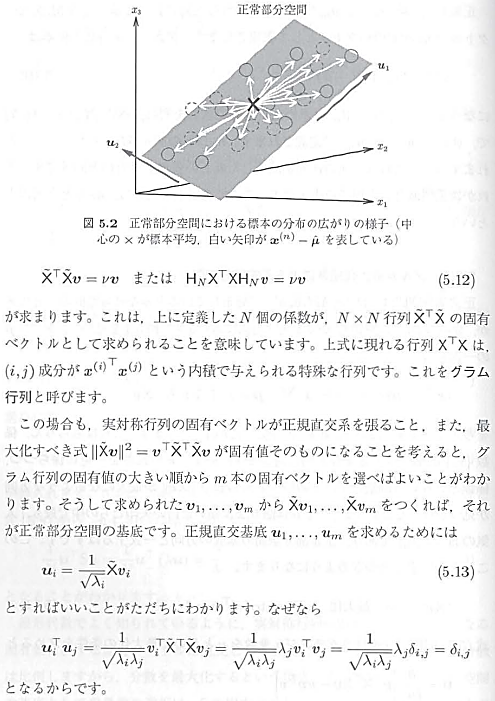 正常部分空間
x₃
u₁
u₂
x₂
x₁
図 5.2 正常部分空間における標本の分布の広がりの様子（中
心の × が標本平均，白い矢印が x⁽ⁿ⁾ − μ̂ を表している）
X̃ᵀX̃v = νv または H_N XᵀXH_N v = νv (5.12)
が求まります。これは，上に定義した N 個の係数が，N × N 行列 X̃ᵀX̃ の固有
ベクトルとして求められることを意味しています。上式に現れる行列 XᵀX は，
(i, j) 成分が x⁽ⁱ⁾ᵀx⁽ʲ⁾ という内積で与えられる特殊な行列です。これをグラム
行列と呼びます。
この場合も，実対称行列の固有ベクトルが正規直交系を張ること，また，最
大化すべき式 ‖X̃v‖² = vᵀX̃ᵀX̃v が固有値そのものになることを考えると，グ
ラム行列の固有値の大きい順から m 本の固有ベクトルを選べばよいことがわか
ります。そうして求められた v₁, . . . , vₘ から X̃v₁, . . . , X̃vₘ をつくれば，それ
が正常部分空間の基底です。正規直交基底 u₁, . . . , uₘ を求めるためには
uᵢ = 1/√λᵢ X̃vᵢ (5.13)
とすればいいことがただちにわかります。なぜなら
uᵢᵀuⱼ = 1/√(λᵢλⱼ) vᵢᵀX̃ᵀX̃vⱼ = 1/√(λᵢλⱼ) λⱼvᵢᵀvⱼ = 1/√(λᵢλⱼ) λⱼδᵢ,ⱼ = δᵢ,ⱼ
となるからです。